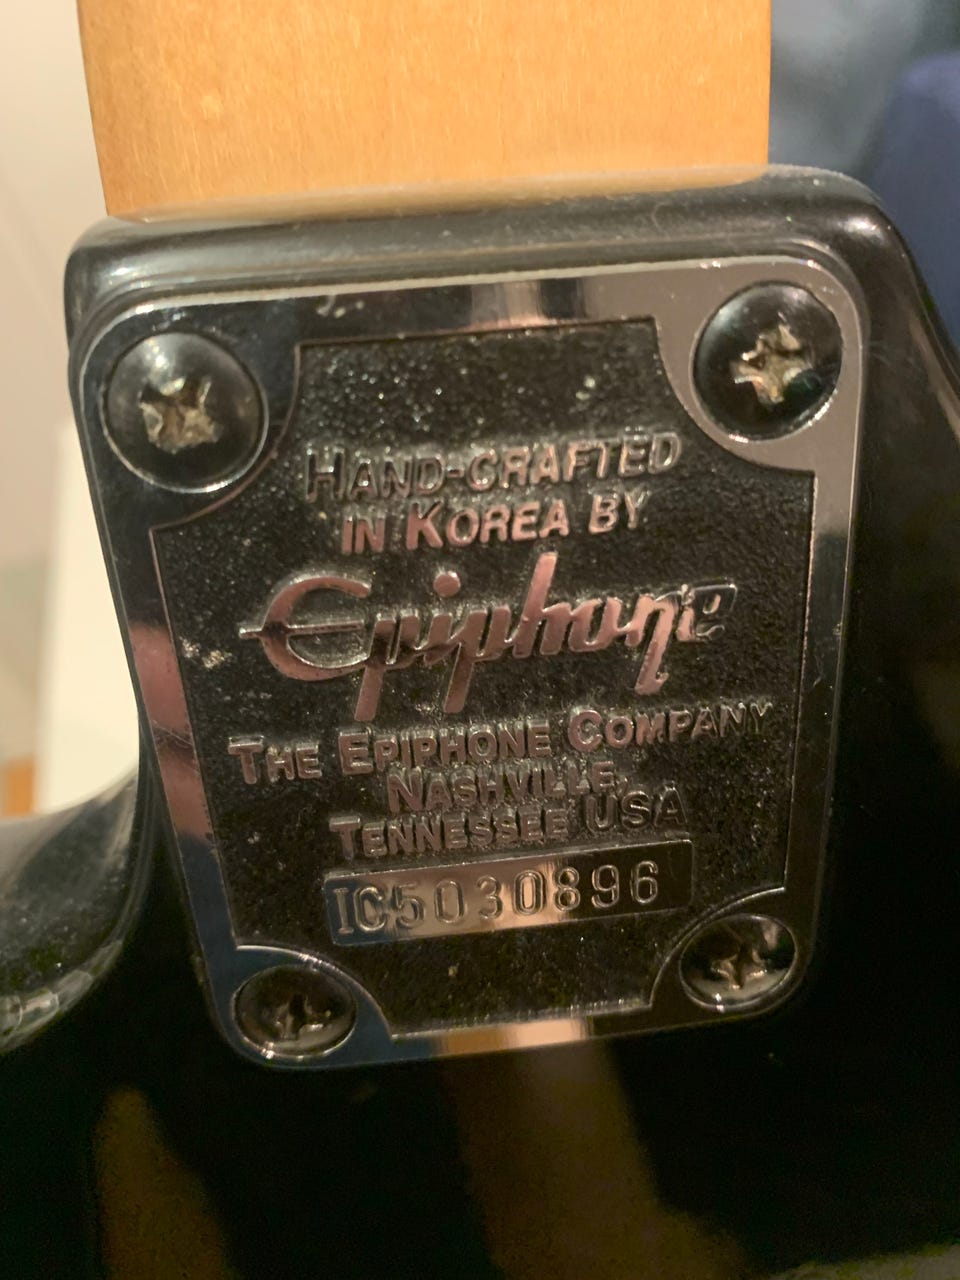 HAND-CRAFTED
IN KOREA BY
Epiphone
THE EPIPHONE COMPANY
NASHVILLE,
TENNESSEE USA
IC5030896